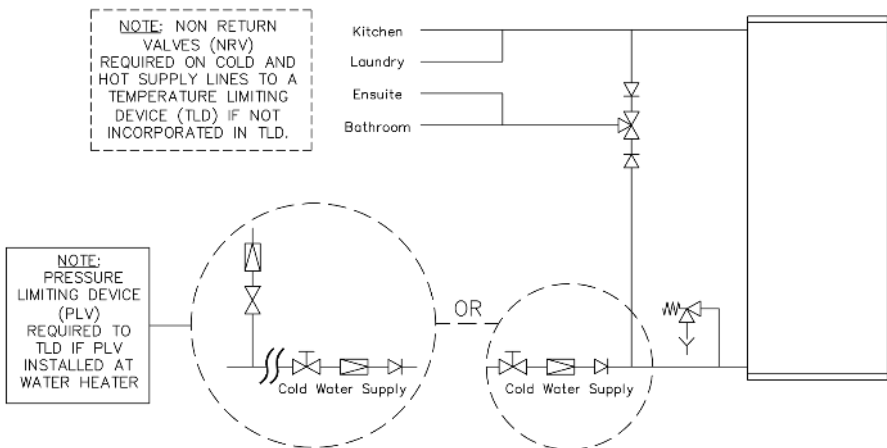 NOTE: NON RETURN
VALVES (NRV)
REQUIRED ON COLD AND
HOT SUPPLY LINES TO A
TEMPERATURE LIMITING
DEVICE (TLD) IF NOT
INCORPORATED IN TLD.
Kitchen
Laundry
Ensuite
Bathroom
NOTE:
PRESSURE
LIMITING DEVICE
(PLV)
REQUIRED TO
TLD IF PLV
INSTALLED AT
WATER HEATER
OR
Cold Water Supply
Cold Water Supply